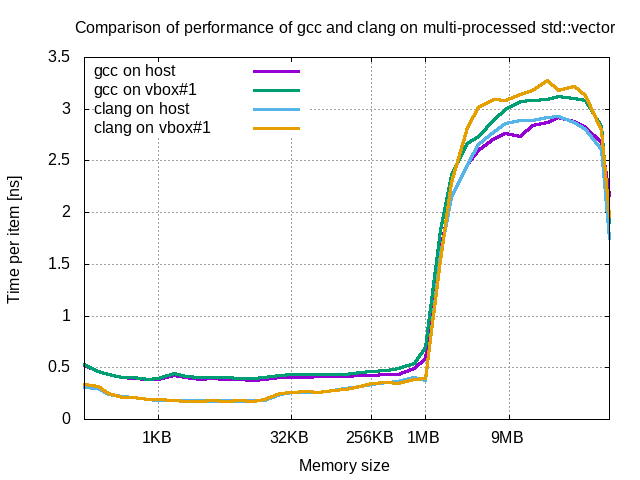 Comparison of performance of gcc and clang on multi-processed std::vector
3.5
3
2.5
2
1.5
1
0.5
0
Time per item [ns]
gcc on host
gcc on vbox#1
clang on host
clang on vbox#1
1KB 32KB 256KB 1MB 9MB
Memory size